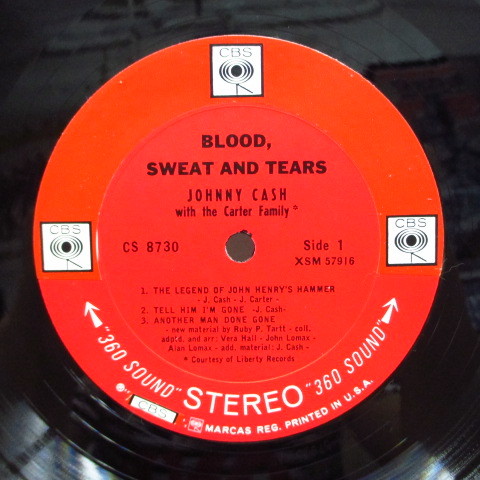 CBS
BLOOD,
SWEAT AND TEARS
JOHNNY CASH
with the Carter Family*
CS 8730
Side 1
XSM 57916
CBS
CBS
1. THE LEGEND OF JOHN HENRY'S HAMMER
- J. Cash - J. Carter -
2. TELL HIM I'M GONE -J. Cash-
3. ANOTHER MAN DONE GONE
- new material by Ruby P. Tartt - coll.
adptd. and arr: Vera Hall - John Lomax
Alan Lomax - add. material: J. Cash -
* Courtesy of Liberty Records
"360 SOUND" STEREO "360 SOUND"
CBS
MARCAS REG. PRINTED IN U.S.A.